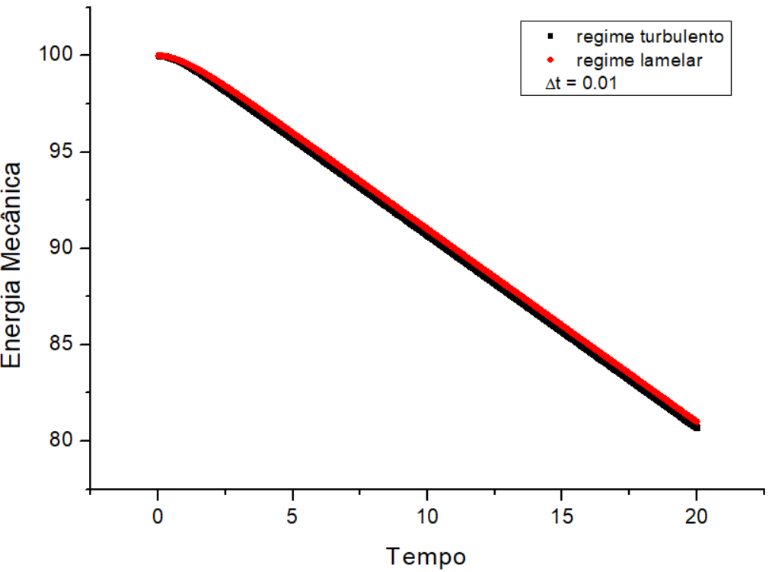 regime turbulento
regime lamelar
Δt = 0.01
100
95
90
85
80
Energia Mecânica
0 5 10 15 20
Tempo